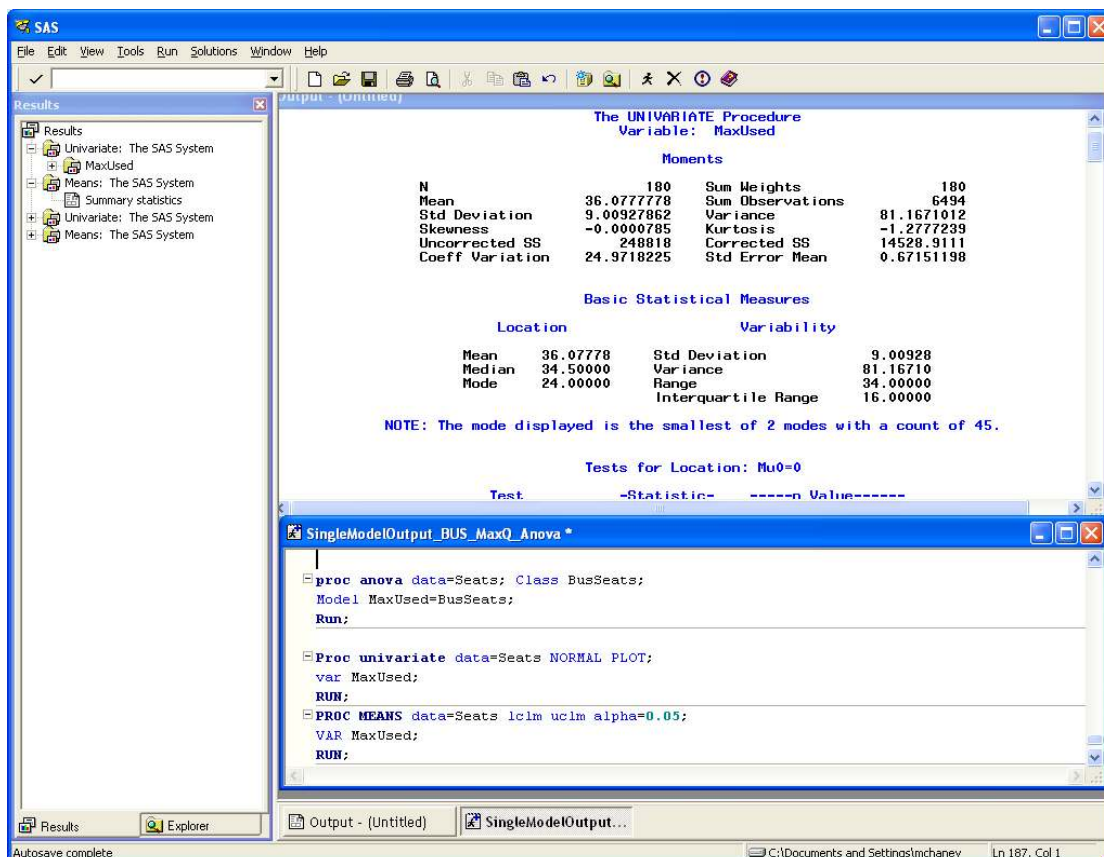 SAS
File Edit View Tools Run Solutions Window Help
Results
Output - (Untitled)
Results
Univariate: The SAS System
MaxUsed
Means: The SAS System
Summary statistics
Univariate: The SAS System
Means: The SAS System
The UNIVARIATE Procedure
Variable: MaxUsed
Moments
N 180 Sum Weights 180
Mean 36.0777778 Sum Observations 6494
Std Deviation 9.00927862 Variance 81.1671012
Skewness -0.0000785 Kurtosis -1.2777239
Uncorrected SS 248818 Corrected SS 14528.9111
Coeff Variation 24.9718225 Std Error Mean 0.67151198
Basic Statistical Measures
Location Variability
Mean 36.07778 Std Deviation 9.00928
Median 34.50000 Variance 81.16710
Mode 24.00000 Range 34.00000
Interquartile Range 16.00000
NOTE: The mode displayed is the smallest of 2 modes with a count of 45.
Tests for Location: Mu0=0
Test -Statistic- -----p Value------
SingleModelOutput_BUS_MaxQ_Anova *
proc anova data=Seats; Class BusSeats;
Model MaxUsed=BusSeats;
Run;
Proc univariate data=Seats NORMAL PLOT;
var MaxUsed;
RUN;
PROC MEANS data=Seats lclm uclm alpha=0.05;
VAR MaxUsed;
RUN;
Results Explorer
Output - (Untitled) SingleModelOutput...
Autosave complete C:\Documents and Settings\mchaney Ln 187, Col 1